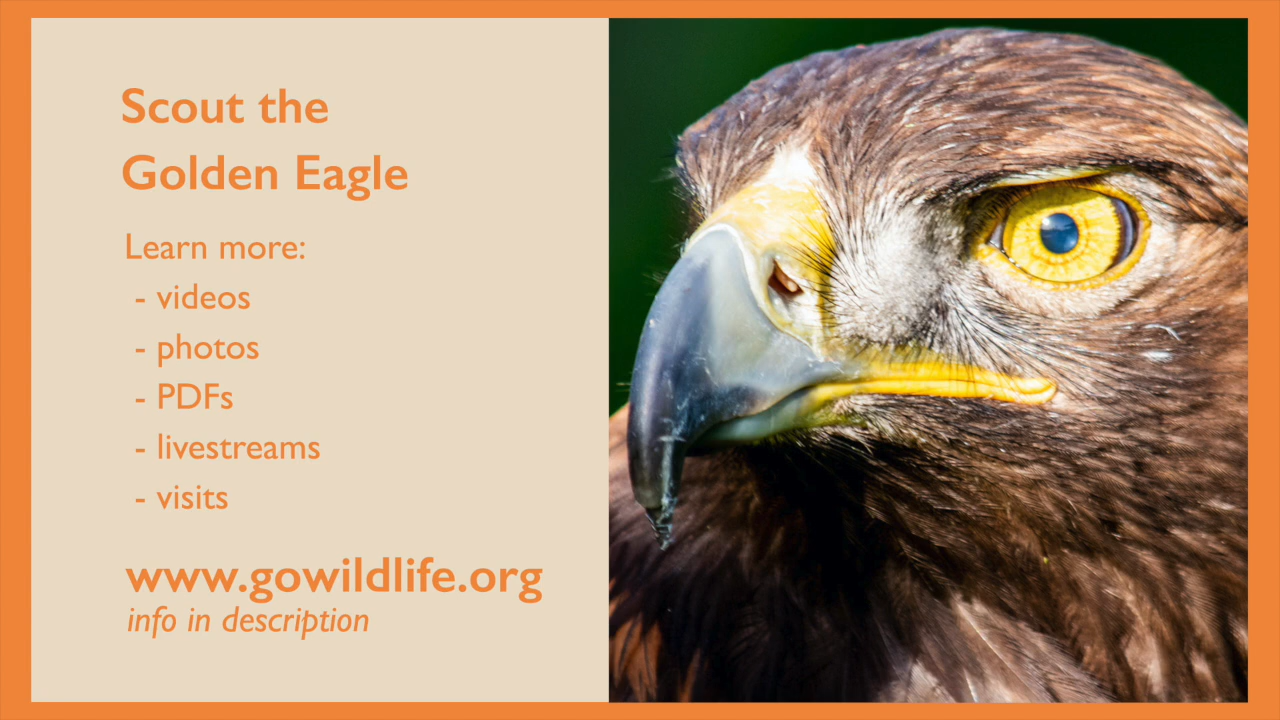 Scout the
Golden Eagle
Learn more:
- videos
- photos
- PDFs
- livestreams
- visits
www.gowildlife.org
info in description